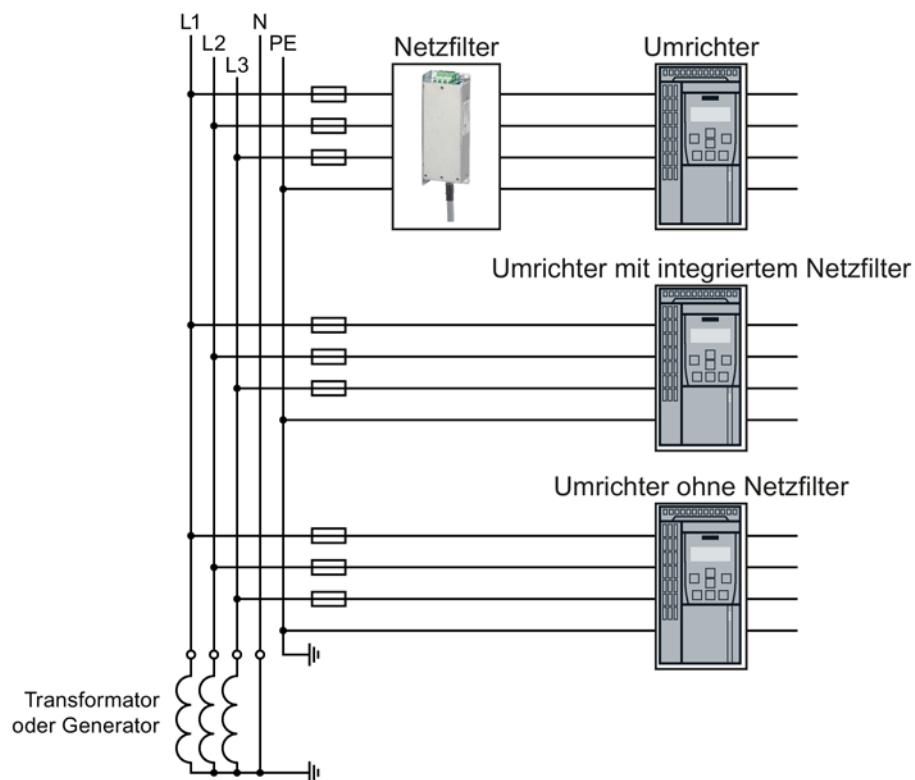 L1
N
L2
PE
L3
Netzfilter
Umrichter
Umrichter mit integriertem Netzfilter
Umrichter ohne Netzfilter
Transformator
oder Generator